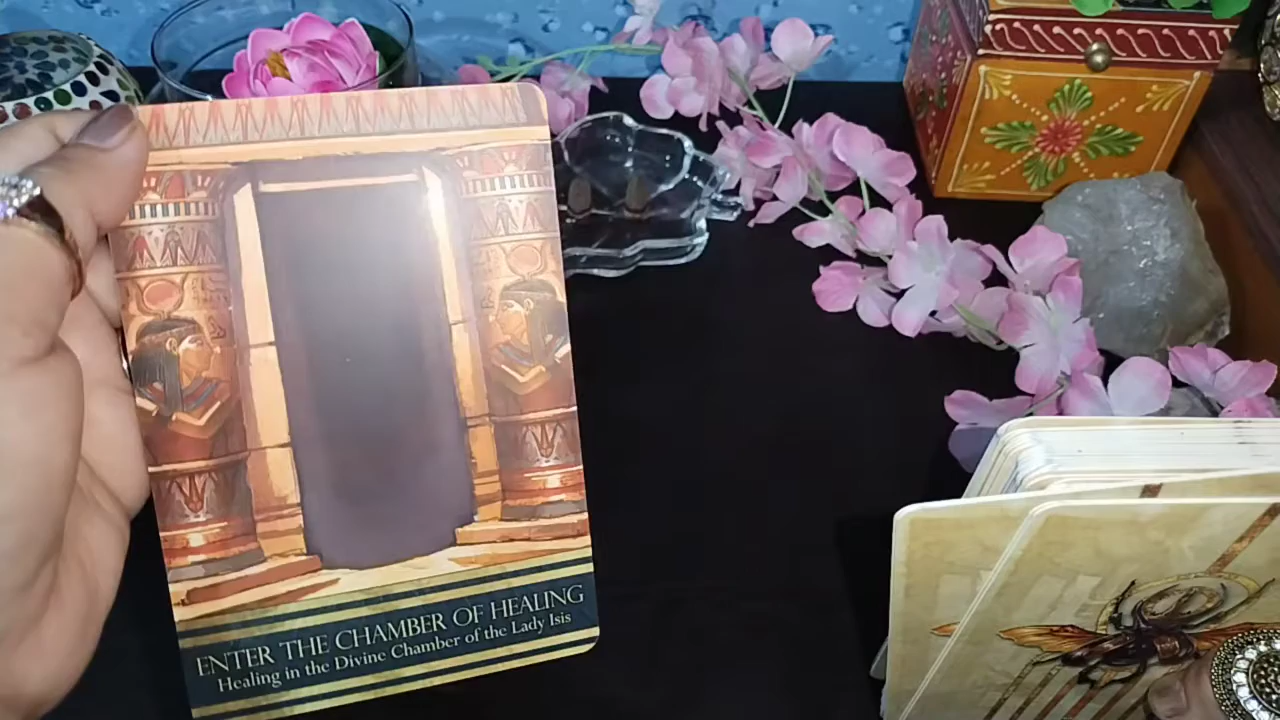 ENTER THE CHAMBER OF HEALING
Healing in the Divine Chamber of the Lady Isis